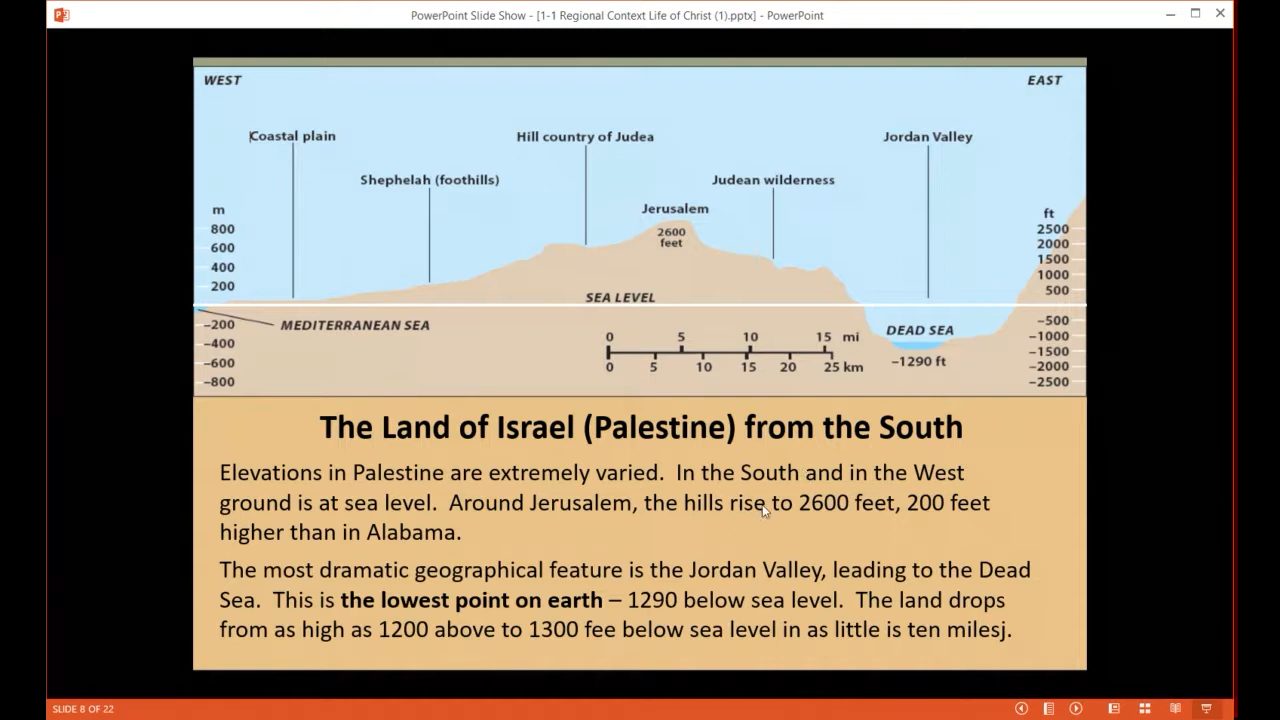 PowerPoint Slide Show - [1-1 Regional Context Life of Christ (1).pptx] - PowerPoint
WEST
EAST
Coastal plain
Hill country of Judea
Jordan Valley
Shephelah (foothills)
Judean wilderness
Jerusalem
2600
feet
m
800
600
400
200
–200
–400
–600
–800
ft
2500
2000
1500
1000
500
–500
–1000
–1500
–2000
–2500
SEA LEVEL
MEDITERRANEAN SEA
DEAD SEA
–1290 ft
0 5 10 15 mi
0 5 10 15 20 25 km
The Land of Israel (Palestine) from the South
Elevations in Palestine are extremely varied. In the South and in the West
ground is at sea level. Around Jerusalem, the hills rise to 2600 feet, 200 feet
higher than in Alabama.
The most dramatic geographical feature is the Jordan Valley, leading to the Dead
Sea. This is the lowest point on earth – 1290 below sea level. The land drops
from as high as 1200 above to 1300 fee below sea level in as little is ten milesj.
SLIDE 8 OF 22